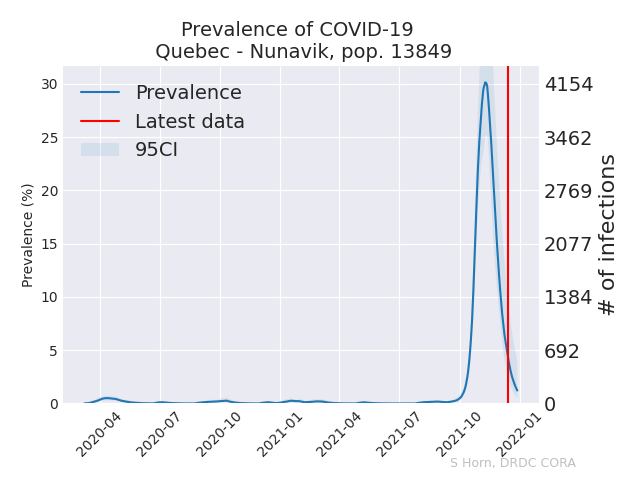 Prevalence of COVID-19
Quebec - Nunavik, pop. 13849
Prevalence
Latest data
95CI
Prevalence (%)
30
25
20
15
10
5
0
4154
3462
2769
2077
1384
692
0
# of infections
2020-04
2020-07
2020-10
2021-01
2021-04
2021-07
2021-10
2022-01
S Horn, DRDC CORA